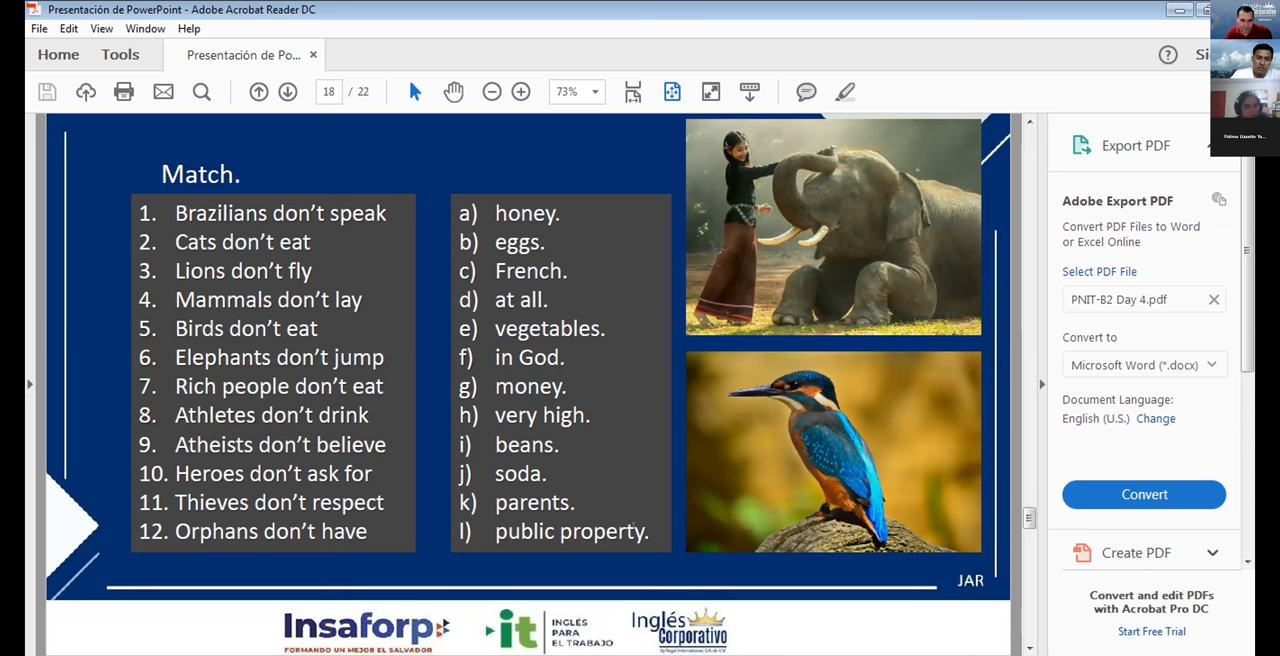 Presentación de PowerPoint - Adobe Acrobat Reader DC
File Edit View Window Help
Home Tools Presentación de Po... ×
18 / 22 73%
Match.
1. Brazilians don't speak
2. Cats don't eat
3. Lions don't fly
4. Mammals don't lay
5. Birds don't eat
6. Elephants don't jump
7. Rich people don't eat
8. Athletes don't drink
9. Atheists don't believe
10. Heroes don't ask for
11. Thieves don't respect
12. Orphans don't have
a) honey.
b) eggs.
c) French.
d) at all.
e) vegetables.
f) in God.
g) money.
h) very high.
i) beans.
j) soda.
k) parents.
l) public property.
JAR
Insaforp
FORMANDO UN MEJOR EL SALVADOR
it
INGLÉS
PARA
EL TRABAJO
Inglés
Corporativo
Export PDF
Adobe Export PDF
Convert PDF Files to Word
or Excel Online
Select PDF File
PNIT-B2 Day 4.pdf
Convert to
Microsoft Word (*.docx)
Document Language:
English (U.S.) Change
Convert
Create PDF
Convert and edit PDFs
with Acrobat Pro DC
Start Free Trial